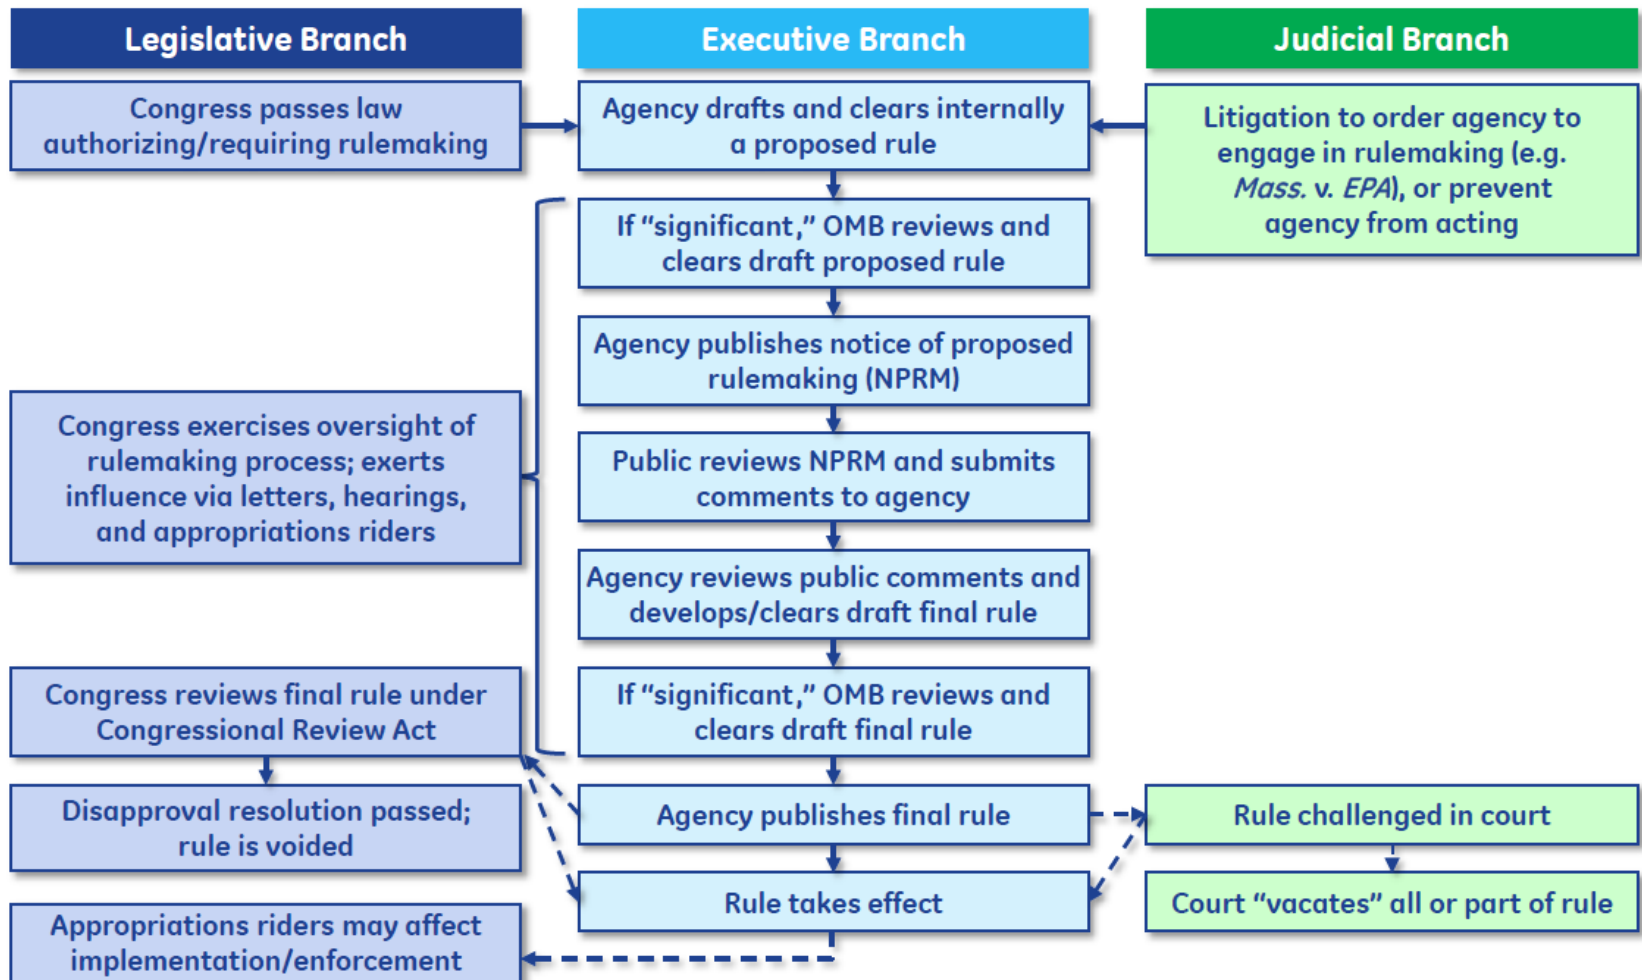 Legislative Branch
Congress passes law
authorizing/requiring rulemaking
Congress exercises oversight of
rulemaking process; exerts
influence via letters, hearings,
and appropriations riders
Congress reviews final rule under
Congressional Review Act
Disapproval resolution passed;
rule is voided
Appropriations riders may affect
implementation/enforcement
Executive Branch
Agency drafts and clears internally
a proposed rule
If “significant,” OMB reviews and
clears draft proposed rule
Agency publishes notice of proposed
rulemaking (NPRM)
Public reviews NPRM and submits
comments to agency
Agency reviews public comments and
develops/clears draft final rule
If “significant,” OMB reviews and
clears draft final rule
Agency publishes final rule
Rule takes effect
Judicial Branch
Litigation to order agency to
engage in rulemaking (e.g.
Mass. v. EPA), or prevent
agency from acting
Rule challenged in court
Court “vacates” all or part of rule